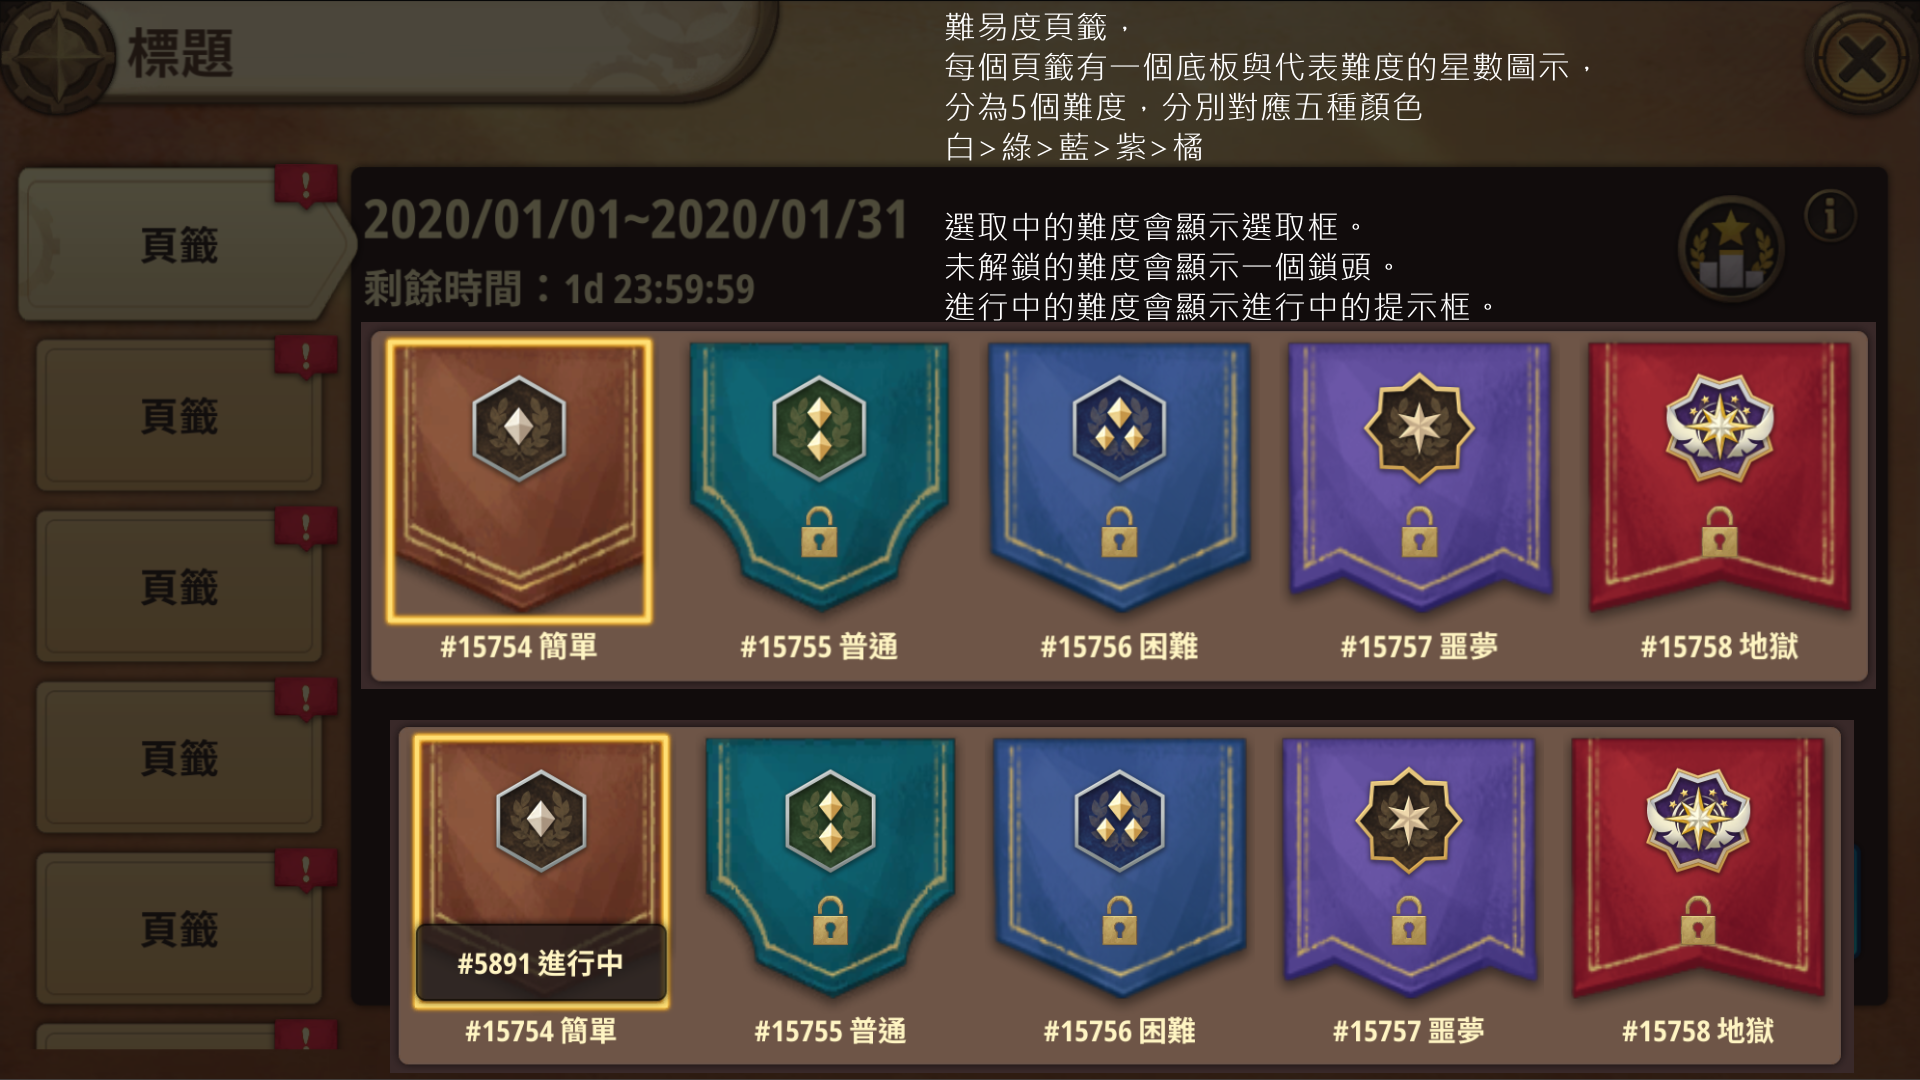 標題
難易度頁籤，
每個頁籤有一個底板與代表難度的星數圖示，
分為5個難度，分別對應五種顏色
白>綠>藍>紫>橘
選取中的難度會顯示選取框。
未解鎖的難度會顯示一個鎖頭。
進行中的難度會顯示進行中的提示框。
頁籤
頁籤
頁籤
頁籤
頁籤
2020/01/01~2020/01/31
剩餘時間：1d 23:59:59
#15754 簡單
#15755 普通
#15756 困難
#15757 噩夢
#15758 地獄
#5891 進行中
#15754 簡單
#15755 普通
#15756 困難
#15757 噩夢
#15758 地獄